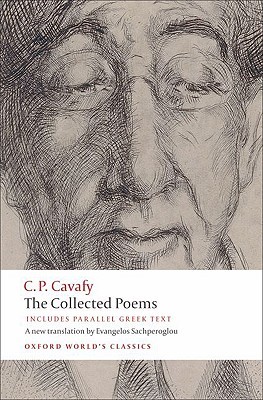 C. P. Cavafy
The Collected Poems
INCLUDES PARALLEL GREEK TEXT
A new translation by Evangelos Sachperoglou
OXFORD WORLD'S CLASSICS